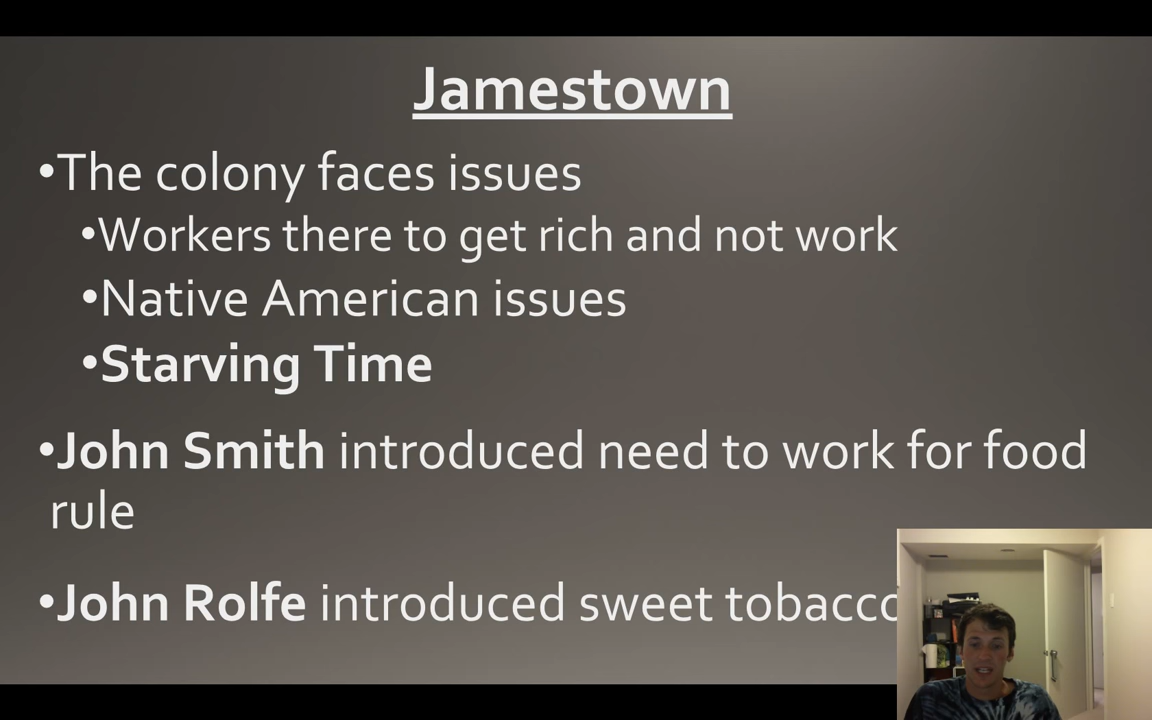 Jamestown
•The colony faces issues
•Workers there to get rich and not work
•Native American issues
•Starving Time
•John Smith introduced need to work for food
rule
•John Rolfe introduced sweet tobacco